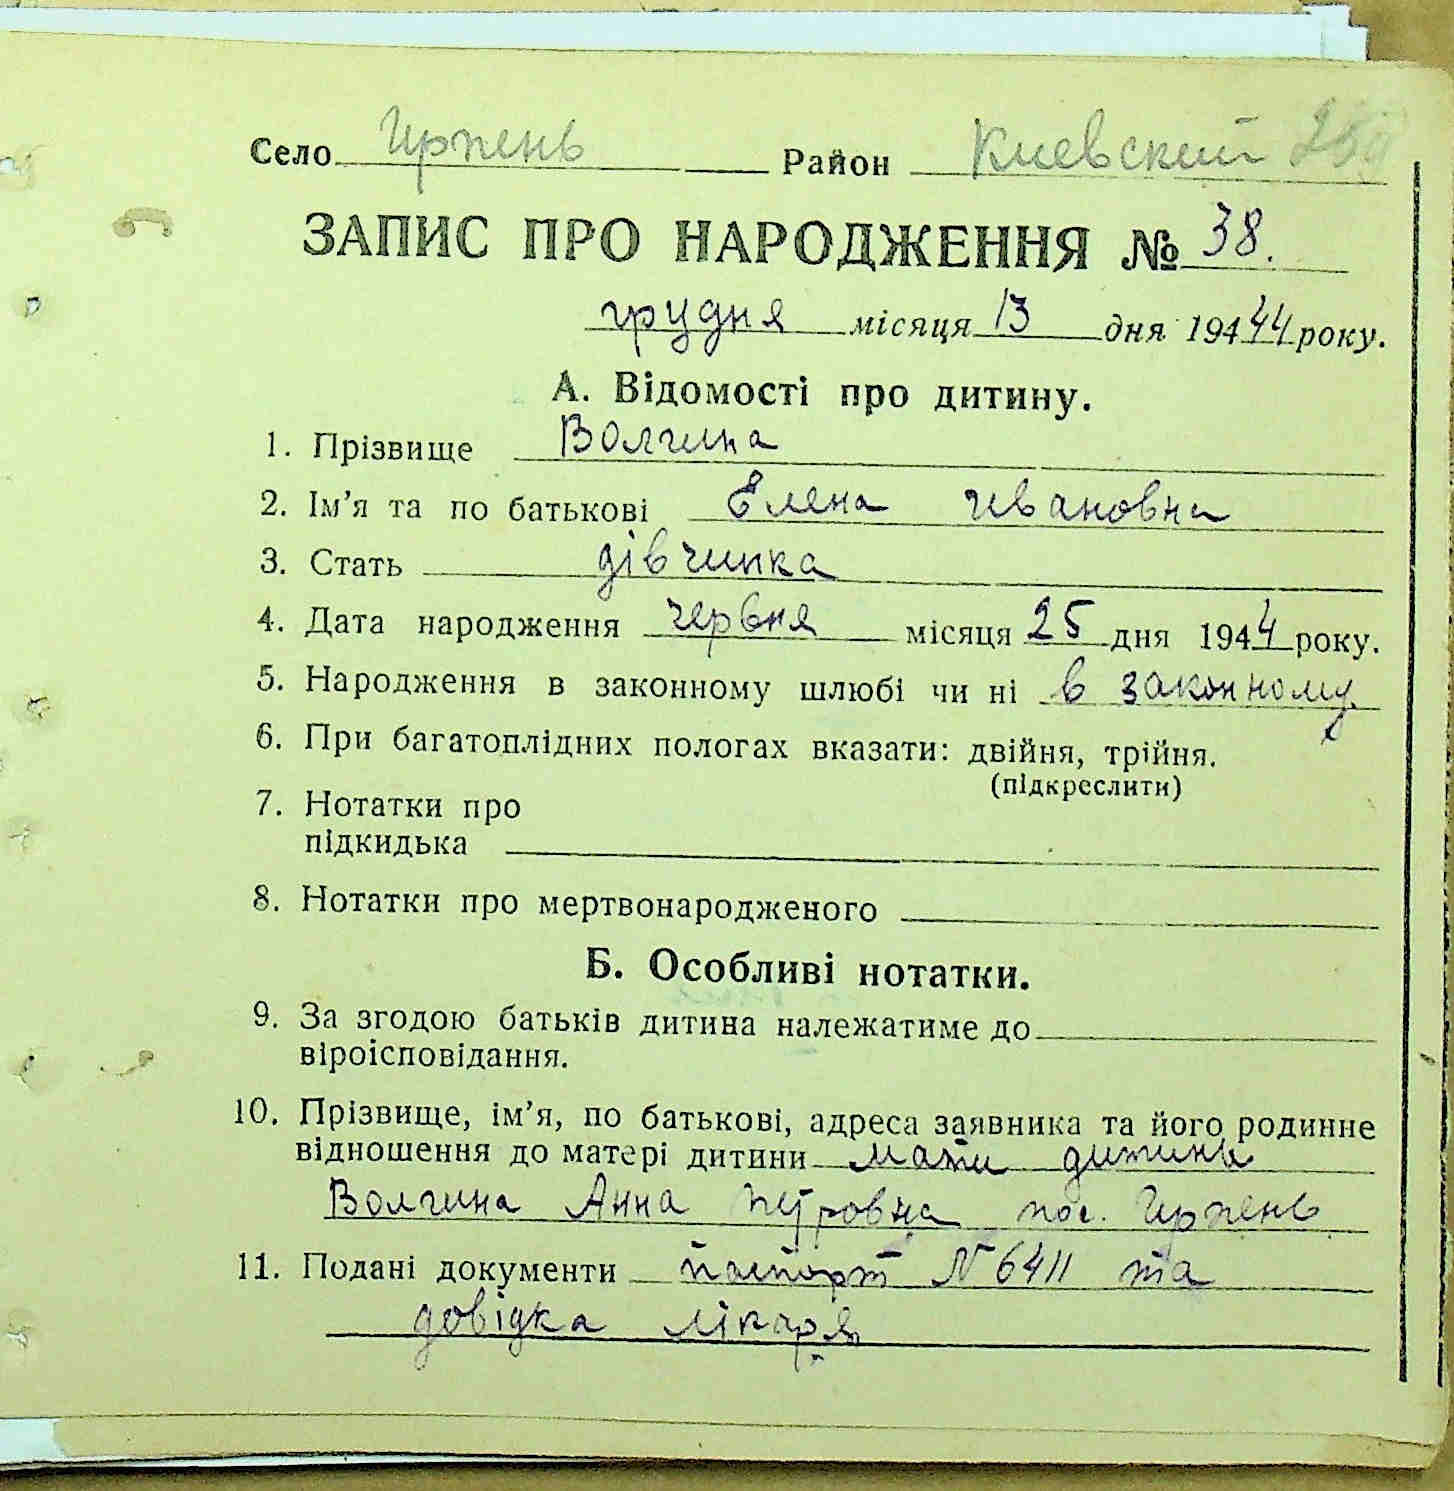 Село Ирпень Район Киевский
ЗАПИС ПРО НАРОДЖЕННЯ № 38.
грудня місяця 13 дня 194 44 року.
А. Відомості про дитину.
1. Прізвище Волгина
2. Ім'я та по батькові Елена Ивановна
3. Стать дівчинка
4. Дата народження червня місяця 25 дня 1944 року.
5. Народження в законному шлюбі чи ні в законному
6. При багатоплідних пологах вказати: двійня, трійня.
(підкреслити)
7. Нотатки про
підкидька
8. Нотатки про мертвонародженого
Б. Особливі нотатки.
9. За згодою батьків дитина належатиме до
віроісповідання.
10. Прізвище, ім'я, по батькові, адреса заявника та його родинне
відношення до матері дитини мати дитини
Волгина Анна Петровна пос. Ирпень
11. Подані документи паспорт № 6411 та
довідка лікаря